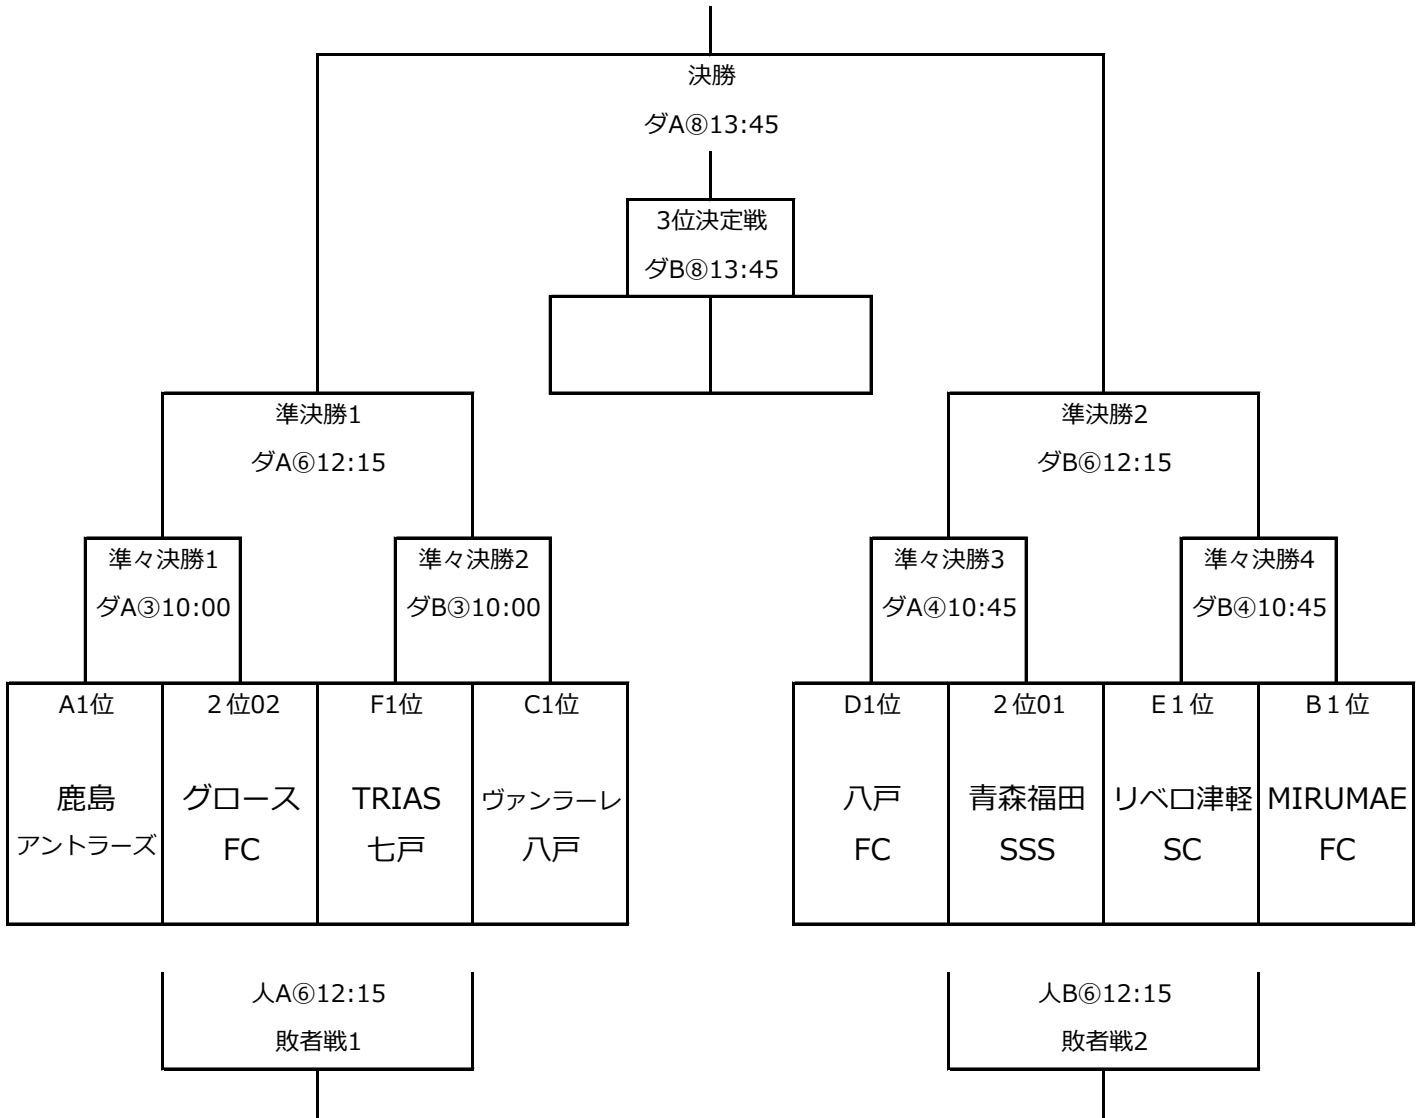 決勝
ダA⑧13:45
3位決定戦
ダB⑧13:45
準決勝1
ダA⑥12:15
準決勝2
ダB⑥12:15
準々決勝1
ダA③10:00
準々決勝2
ダB③10:00
準々決勝3
ダA④10:45
準々決勝4
ダB④10:45
A1位
鹿島
アントラーズ
２位02
グロース
FC
F1位
TRIAS
七戸
C1位
ヴァンラーレ
八戸
D1位
八戸
FC
２位01
青森福田
SSS
E１位
リベロ津軽
SC
B１位
MIRUMAE
FC
人A⑥12:15
敗者戦1
人B⑥12:15
敗者戦2